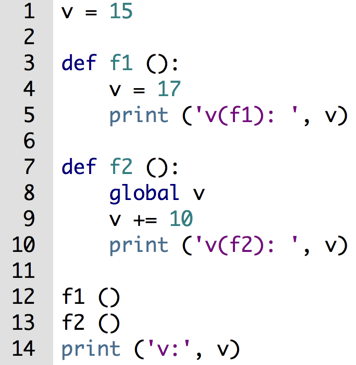 1 v = 15
2
3 def f1 ():
4     v = 17
5     print ('v(f1): ', v)
6
7 def f2 ():
8     global v
9     v += 10
10     print ('v(f2): ', v)
11
12 f1 ()
13 f2 ()
14 print ('v:', v)